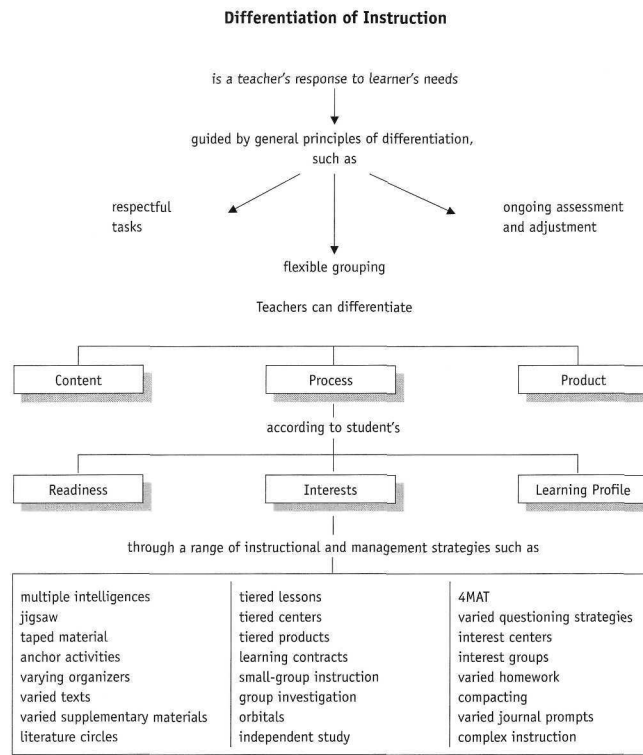 Differentiation of Instruction
is a teacher's response to learner's needs
guided by general principles of differentiation,
such as
respectful
tasks
ongoing assessment
and adjustment
flexible grouping
Teachers can differentiate
Content
Process
Product
according to student's
Readiness
Interests
Learning Profile
through a range of instructional and management strategies such as
multiple intelligences
jigsaw
taped material
anchor activities
varying organizers
varied texts
varied supplementary materials
literature circles
tiered lessons
tiered centers
tiered products
learning contracts
small-group instruction
group investigation
orbitals
independent study
4MAT
varied questioning strategies
interest centers
interest groups
varied homework
compacting
varied journal prompts
complex instruction